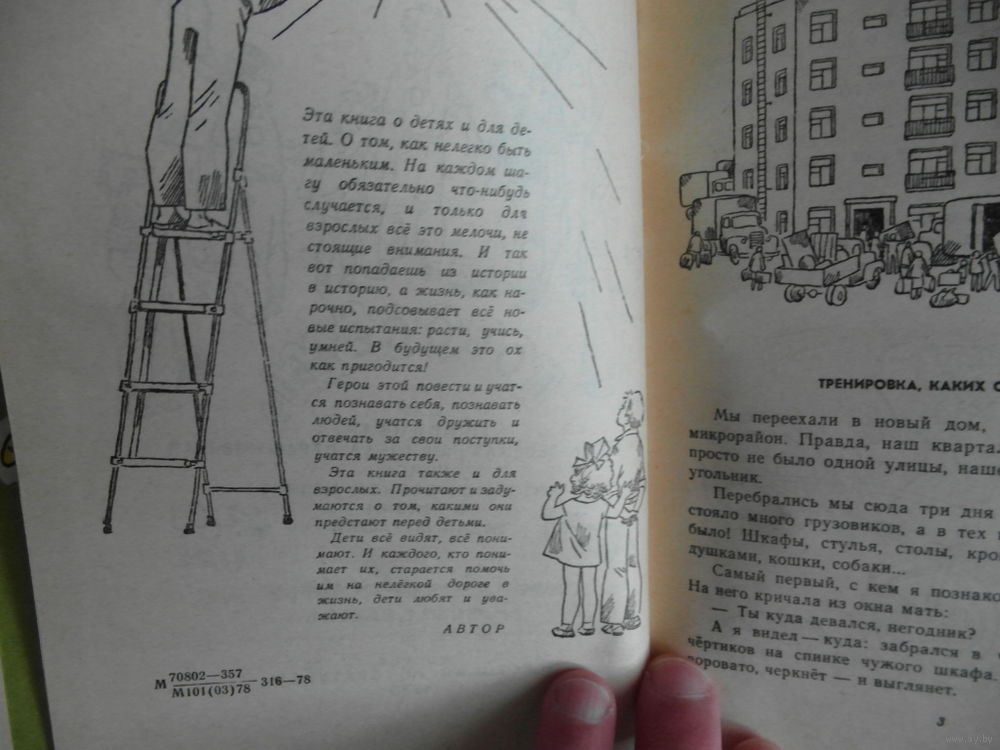 Эта книга о детях и для де-
тей. О том, как нелегко быть
маленьким. На каждом ша-
гу обязательно что-нибудь
случается, и только для
взрослых всё это мелочи, не
стоящие внимания. И так
вот попадаешь из истории
в историю, а жизнь, как на-
рочно, подсовывает всё но-
вые испытания: расти, учись,
умней. В будущем это ох
как пригодится!
Герои этой повести и учат-
ся познавать себя, познавать
людей, учатся дружить и
отвечать за свои поступки,
учатся мужеству.
Эта книга также и для
взрослых. Прочитают и заду-
маются о том, какими они
предстают перед детьми.
Дети всё видят, всё пони-
мают. И каждого, кто пони-
мает их, старается помочь
им на нелёгкой дороге в
жизнь, дети любят и ува-
жают.
АВТОР
М 70802—357
М101(03)78 — 316—78
ТРЕНИРОВКА, КАКИХ
Мы переехали в новый дом,
микрорайон. Правда, наш
просто не было одной улицы,
угольник.
Перебрались мы сюда три дня
стояло много грузовиков, а в тех
было! Шкафы, стулья, столы,
душками, кошки, собаки...
Самый первый, с кем я
На него кричала из окна мать:
— Ты куда девался, негодник?
А я видел — куда: забрался в
чёртиков на спинке чужого шкафа.
воровато, черкнёт — и выглянет.
3
www.ay.by